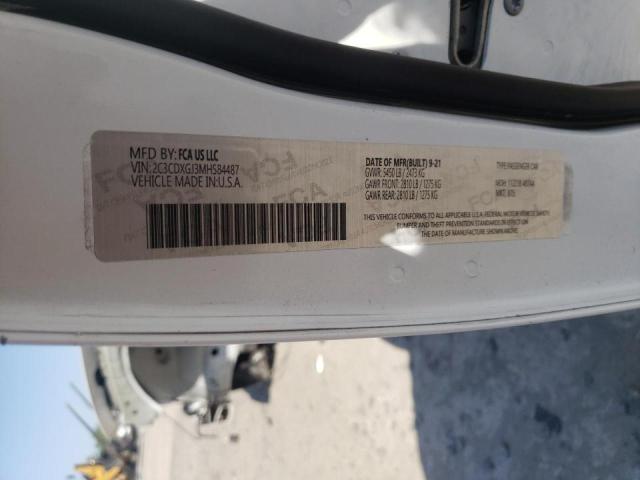 MFD BY: FCA US LLC
VIN: 2C3CDXGJ3MH584487
VEHICLE MADE IN U.S.A.
FCA
FCA
FCA
DATE OF MFR(BUILT) 9-21
GVWR: 5450 LB / 2473 KG
GAWR FRONT: 2810 LB / 1275 KG
GAWR REAR: 2810 LB / 1275 KG
TYPE:PASSENGER CAR
THIS VEHICLE CONFORMS TO ALL APPLICABLE U.S.A. FEDERAL MOTOR VEHICLE SAFETY,
BUMPER AND THEFT PREVENTION STANDARDS IN EFFECT ON
THE DATE OF MANUFACTURE SHOWN ABOVE.